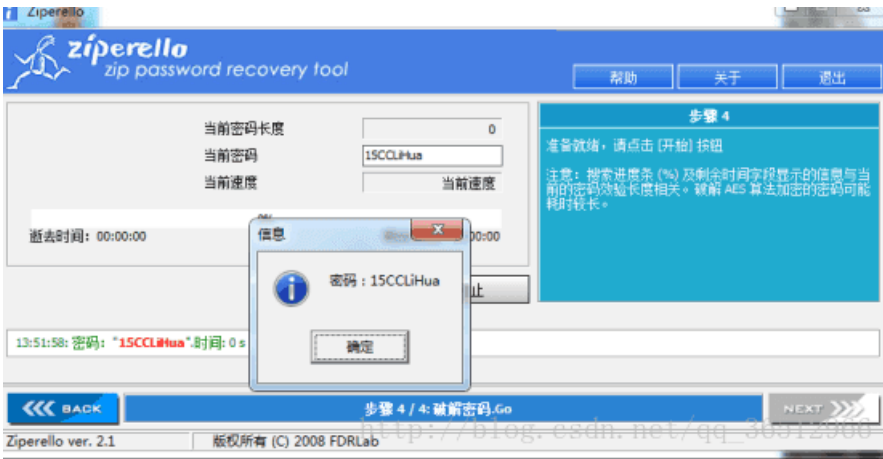 Ziperello
ziperello
zip password recovery tool
帮助 关于 退出
当前密码长度 0
当前密码 15CCLiHua
当前速度 当前速度
逝去时间：00:00:00
:00:00
步骤 4
准备就绪，请点击 [开始] 按钮
注意：搜索进度条 (%) 及剩余时间字段显示的信息与当
前的密码效验长度相关。破解 AES 算法加密的密码可能
耗时较长。
信息
密码：15CCLiHua
确定
止
13:51:58: 密码: "15CCLiHua".时间: 0 s
BACK
步骤 4 / 4: 破解密码.Go
NEXT
Ziperello ver. 2.1
版权所有 (C) 2008 FDRLab